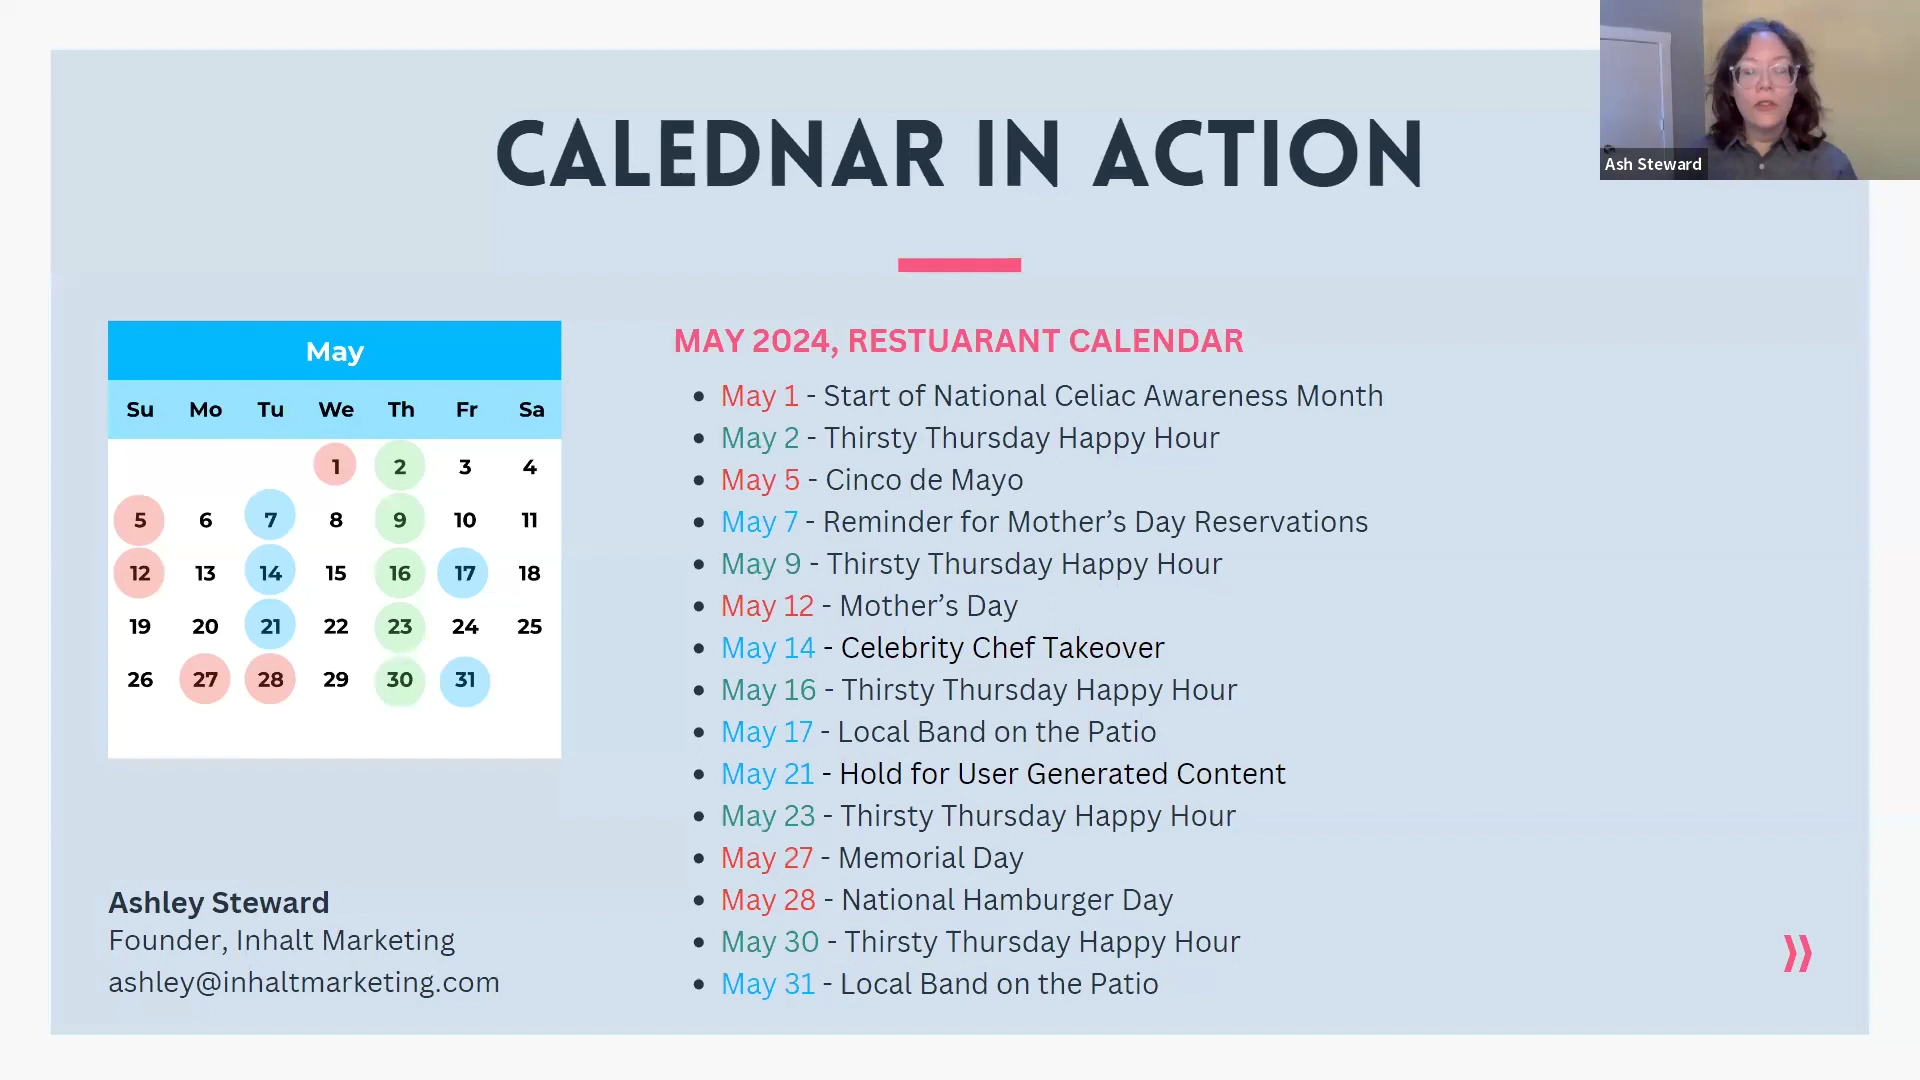 CALEDNAR IN ACTION
Ash Steward
May
Su Mo Tu We Th Fr Sa
1 2 3 4
5 6 7 8 9 10 11
12 13 14 15 16 17 18
19 20 21 22 23 24 25
26 27 28 29 30 31
MAY 2024, RESTUARANT CALENDAR
• May 1 - Start of National Celiac Awareness Month
• May 2 - Thirsty Thursday Happy Hour
• May 5 - Cinco de Mayo
• May 7 - Reminder for Mother’s Day Reservations
• May 9 - Thirsty Thursday Happy Hour
• May 12 - Mother’s Day
• May 14 - Celebrity Chef Takeover
• May 16 - Thirsty Thursday Happy Hour
• May 17 - Local Band on the Patio
• May 21 - Hold for User Generated Content
• May 23 - Thirsty Thursday Happy Hour
• May 27 - Memorial Day
• May 28 - National Hamburger Day
• May 30 - Thirsty Thursday Happy Hour
• May 31 - Local Band on the Patio
Ashley Steward
Founder, Inhalt Marketing
ashley@inhaltmarketing.com